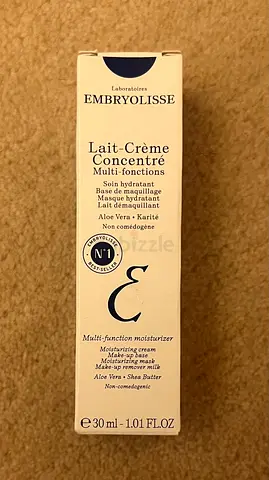 Laboratoires
EMBRYOLISSE
Lait-Crème
Concentré
Multi-fonctions
Soin hydratant
Base de maquillage
Masque hydratant
Lait démaquillant
Aloe Vera • Karité
Non comédogène
EMBRYOLISSE
N°1
BEST-SELLER
bizzle
E
Multi-function moisturizer
Moisturizing cream
Make-up base
Moisturizing mask
Make-up remover milk
Aloe Vera • Shea Butter
Non-comedogenic
℮ 30 ml - 1.01 FL.OZ